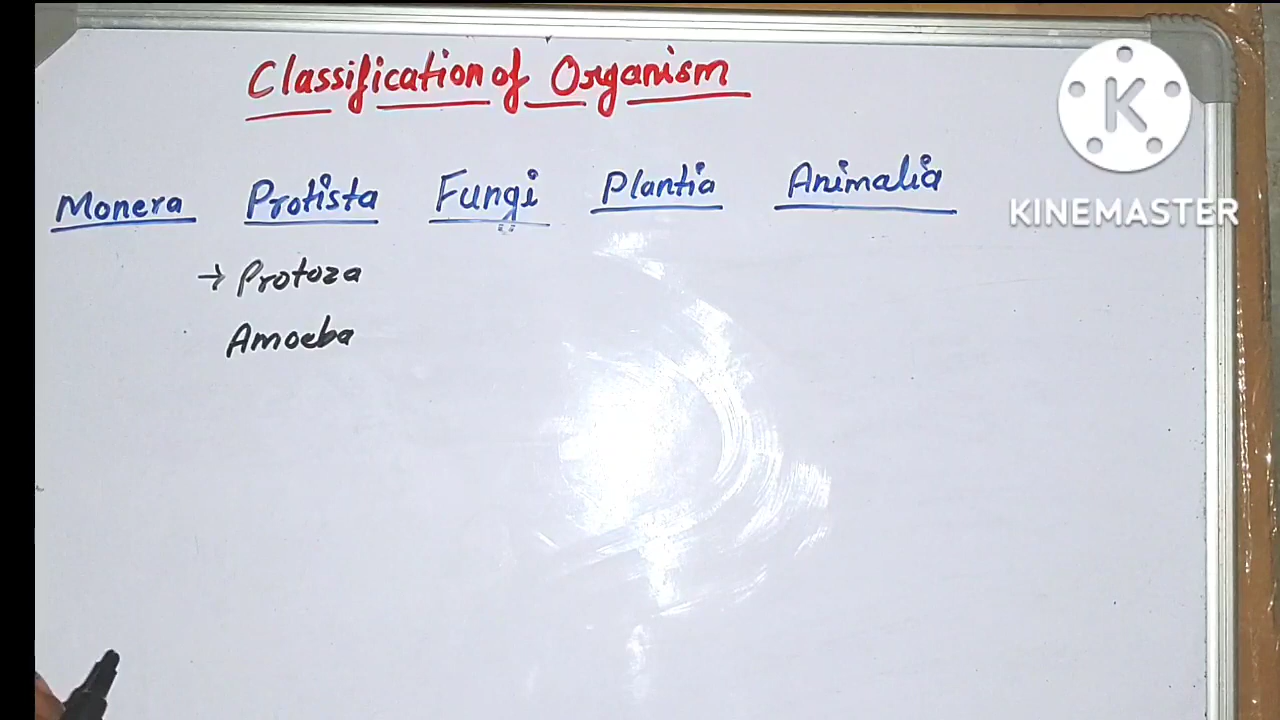 Classification of Organism
Monera Protista Fungi Plantia Animalia
→ Protoza
Amoeba
K
KINEMASTER